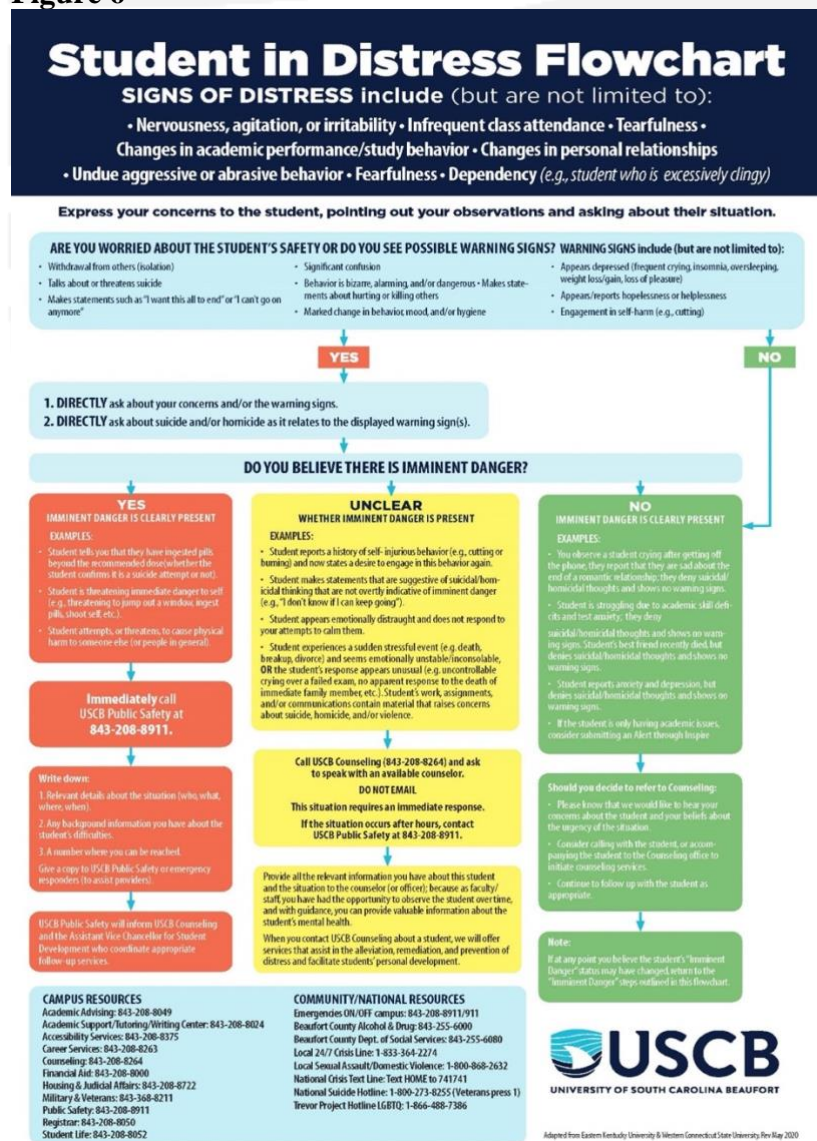 Figure 6
Student in Distress Flowchart
SIGNS OF DISTRESS include (but are not limited to):
• Nervousness, agitation, or irritability • Infrequent class attendance • Tearfulness •
Changes in academic performance/study behavior • Changes in personal relationships
• Undue aggressive or abrasive behavior • Fearfulness • Dependency (e.g., student who is excessively clingy)
Express your concerns to the student, pointing out your observations and asking about their situation.
ARE YOU WORRIED ABOUT THE STUDENT'S SAFETY OR DO YOU SEE POSSIBLE WARNING SIGNS? WARNING SIGNS include (but are not limited to):
• Withdrawal from others (isolation)
• Talks about or threatens suicide
• Makes statements such as "I want this all to end" or "I can't go on
anymore"
• Significant confusion
• Behavior is bizarre, alarming, and/or dangerous • Makes state-
ments about hurting or killing others
• Marked change in behavior, mood, and/or hygiene
• Appears depressed (frequent crying, insomnia, oversleeping,
weight loss/gain, loss of pleasure)
• Appears/reports hopelessness or helplessness
• Engagement in self-harm (e.g., cutting)
YES
NO
1. DIRECTLY ask about your concerns and/or the warning signs.
2. DIRECTLY ask about suicide and/or homicide as it relates to the displayed warning sign(s).
DO YOU BELIEVE THERE IS IMMINENT DANGER?
YES
IMMINENT DANGER IS CLEARLY PRESENT
EXAMPLES:
• Student tells you that they have ingested pills
beyond the recommended dose(whether the
student confirms it is a suicide attempt or not).
• Student is threatening immediate danger to self
(e.g., threatening to jump out a window, ingest
pills, shoot self, etc.).
• Student attempts, or threatens, to cause physical
harm to someone else (or people in general).
Immediately call
USCB Public Safety at
843-208-8911.
Write down:
1. Relevant details about the situation (who, what,
where, when).
2. Any background information you have about the
student's difficulties.
3. A number where you can be reached.
Give a copy to USCB Public Safety or emergency
responders (to assist providers).
USCB Public Safety will inform USCB Counseling
and the Assistant Vice Chancellor for Student
Development who coordinate appropriate
follow-up services.
UNCLEAR
WHETHER IMMINENT DANGER IS PRESENT
EXAMPLES:
• Student reports a history of self- injurious behavior (e.g., cutting or
burning) and now states a desire to engage in this behavior again.
• Student makes statements that are suggestive of suicidal/hom-
icidal thinking that are not overtly indicative of imminent danger
(e.g., "I don't know if I can keep going").
• Student appears emotionally distraught and does not respond to
your attempts to calm them.
• Student experiences a sudden stressful event (e.g. death,
breakup, divorce) and seems emotionally unstable/inconsolable,
OR the student's response appears unusual (e.g. uncontrollable
crying over a failed exam, no apparent response to the death of
immediate family member, etc.). Student's work, assignments,
and/or communications contain material that raises concerns
about suicide, homicide, and/or violence.
Call USCB Counseling (843-208-8264) and ask
to speak with an available counselor.
DO NOT EMAIL
This situation requires an immediate response.
If the situation occurs after hours, contact
USCB Public Safety at 843-208-8911.
Provide all the relevant information you have about this student
and the situation to the counselor (or officer); because as faculty/
staff, you have had the opportunity to observe the student over time,
and with guidance, you can provide valuable information about the
student's mental health.
When you contact USCB Counseling about a student, we will offer
services that assist in the alleviation, remediation, and prevention of
distress and facilitate students' personal development.
NO
IMMINENT DANGER IS CLEARLY PRESENT
EXAMPLES:
• You observe a student crying after getting off
the phone; they report that they are sad about the
end of a romantic relationship; they deny suicidal/
homicidal thoughts and shows no warning signs.
• Student is struggling due to academic skill defi-
cits and test anxiety; they deny
suicidal/homicidal thoughts and shows no warn-
ing signs. Student's best friend recently died, but
denies suicidal/homicidal thoughts and shows no
warning signs.
• Student reports anxiety and depression, but
denies suicidal/homicidal thoughts and shows no
warning signs.
• If the student is only having academic issues,
consider submitting an Alert through Inspire
Should you decide to refer to Counseling:
• Please know that we would like to hear your
concerns about the student and your beliefs about
the urgency of the situation.
• Consider calling with the student, or accom-
panying the student to the Counseling office to
initiate counseling services.
• Continue to follow up with the student as
appropriate.
Note:
If at any point you believe the student's "Imminent
Danger" status may have changed, return to the
"Imminent Danger" steps outlined in this flowchart.
CAMPUS RESOURCES
Academic Advising: 843-208-8049
Academic Support/Tutoring/Writing Center: 843-208-8024
Accessibility Services: 843-208-8375
Career Services: 843-208-8263
Counseling: 843-208-8264
Financial Aid: 843-208-8000
Housing & Judicial Affairs: 843-208-8722
Military & Veterans: 843-368-8211
Public Safety: 843-208-8911
Registrar: 843-208-8050
Student Life: 843-208-8052
COMMUNITY/NATIONAL RESOURCES
Emergencies ON/OFF campus: 843-208-8911/911
Beaufort County Alcohol & Drug: 843-255-6000
Beaufort County Dept. of Social Services: 843-255-6080
Local 24/7 Crisis Line: 1-833-364-2274
Local Sexual Assault/Domestic Violence: 1-800-868-2632
National Crisis Text Line: Text HOME to 741741
National Suicide Hotline: 1-800-273-8255 (Veterans press 1)
Trevor Project Hotline LGBTQ: 1-866-488-7386
USCB
UNIVERSITY OF SOUTH CAROLINA BEAUFORT
Adapted from Eastern Kentucky University & Western Connecticut State University, Rev May 2020